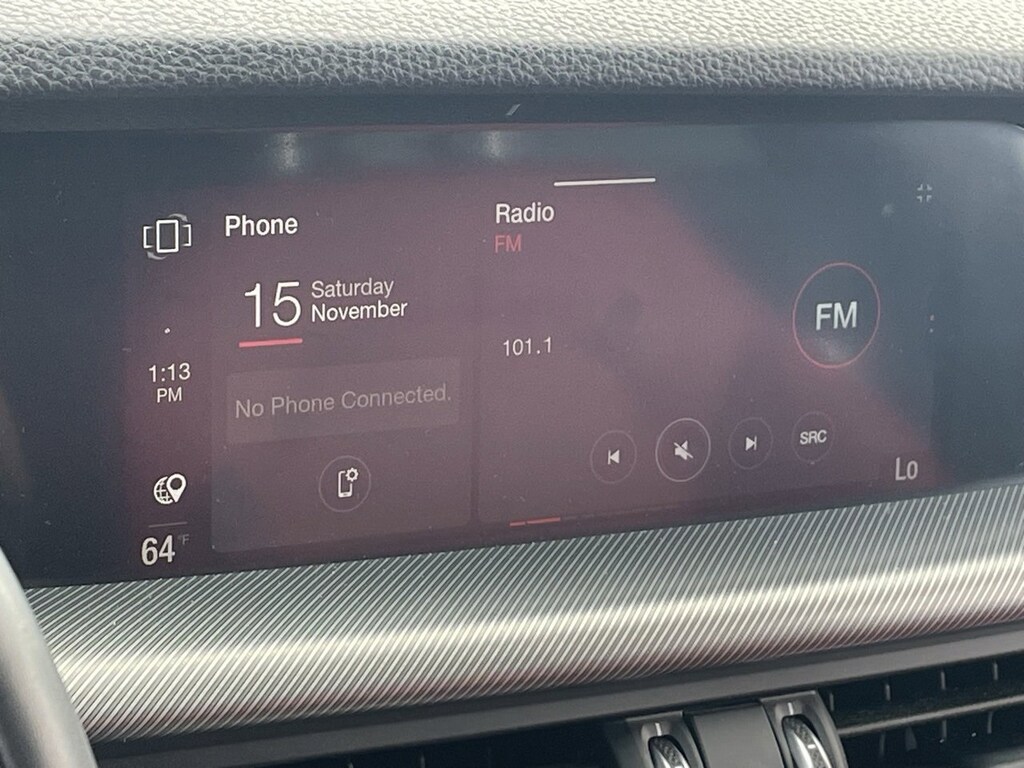 Phone
15
Saturday
November
No Phone Connected.
1:13
PM
64°F
Radio
FM
101.1
FM
SRC
Lo